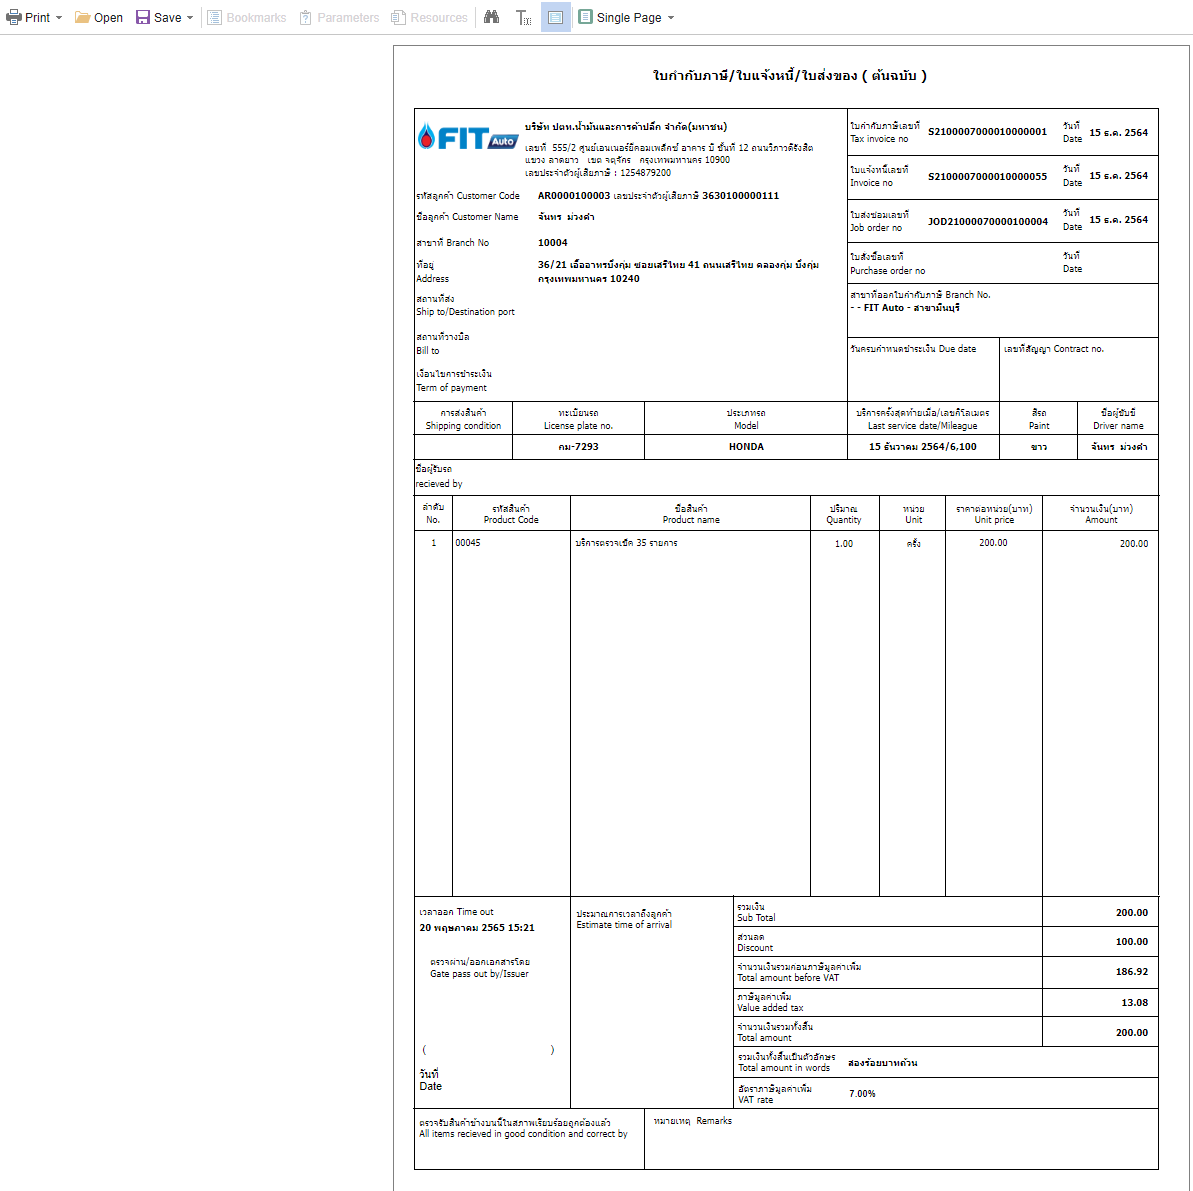 Print Open Save Bookmarks Parameters Resources Single Page
ใบกำกับภาษี/ใบแจ้งหนี้/ใบส่งของ ( ต้นฉบับ )
FIT Auto
บริษัท ปตท.น้ำมันและการค้าปลีก จำกัด(มหาชน)
เลขที่ 555/2 ศูนย์เอนเนอร์ยี่คอมเพล็กซ์ อาคาร บี ชั้นที่ 12 ถนนวิภาวดีรังสิต
แขวง ลาดยาว เขต จตุจักร กรุงเทพมหานคร 10900
เลขประจำตัวผู้เสียภาษี : 1254879200
รหัสลูกค้า Customer Code AR0000100003 เลขประจำตัวผู้เสียภาษี 3630100000111
ชื่อลูกค้า Customer Name จันทร ม่วงคำ
สาขาที่ Branch No 10004
ที่อยู่ 36/21 เอื้ออาทรบึงกุ่ม ซอยเสรีไทย 41 ถนนเสรีไทย คลองกุ่ม บึงกุ่ม
Address กรุงเทพมหานคร 10240
สถานที่ส่ง
Ship to/Destination port
สถานที่วางบิล
Bill to
เงื่อนไขการชำระเงิน
Term of payment
ใบกำกับภาษีเลขที่ S2100007000010000001 วันที่ 15 ธ.ค. 2564
Tax invoice no Date
ใบแจ้งหนี้เลขที่ S2100007000010000055 วันที่ 15 ธ.ค. 2564
Invoice no Date
ใบสั่งซ่อมเลขที่ JOD21000070000100004 วันที่ 15 ธ.ค. 2564
Job order no Date
ใบสั่งซื้อเลขที่ วันที่
Purchase order no Date
สาขาที่ออกใบกำกับภาษี Branch No.
- - FIT Auto - สาขามีนบุรี
วันครบกำหนดชำระเงิน Due date เลขที่สัญญา Contract no.
การส่งสินค้า ทะเบียนรถ ประเภทรถ บริการครั้งสุดท้ายเมื่อ/เลขกิโลเมตร สีรถ ชื่อผู้ขับขี่
Shipping condition License plate no. Model Last service date/Mileague Paint Driver name
กม-7293 HONDA 15 ธันวาคม 2564/6,100 ขาว จันทร ม่วงคำ
ชื่อผู้รับรถ
recieved by
ลำดับ รหัสสินค้า ชื่อสินค้า ปริมาณ หน่วย ราคาต่อหน่วย(บาท) จำนวนเงิน(บาท)
No. Product Code Product name Quantity Unit Unit price Amount
1 00045 บริการตรวจเช็ค 35 รายการ 1.00 ครั้ง 200.00 200.00
เวลาออก Time out
20 พฤษภาคม 2565 15:21
ตรวจผ่าน/ออกเอกสารโดย
Gate pass out by/Issuer
( )
วันที่
Date
ประมาณการเวลาถึงลูกค้า
Estimate time of arrival
รวมเงิน
Sub Total 200.00
ส่วนลด
Discount 100.00
จำนวนเงินรวมก่อนภาษีมูลค่าเพิ่ม
Total amount before VAT 186.92
ภาษีมูลค่าเพิ่ม
Value added tax 13.08
จำนวนเงินรวมทั้งสิ้น
Total amount 200.00
รวมเงินทั้งสิ้นเป็นตัวอักษร สองร้อยบาทถ้วน
Total amount in words
อัตราภาษีมูลค่าเพิ่ม 7.00%
VAT rate
ตรวจรับสินค้าข้างบนนี้ในสภาพเรียบร้อยถูกต้องแล้ว
All items recieved in good condition and correct by
หมายเหตุ Remarks